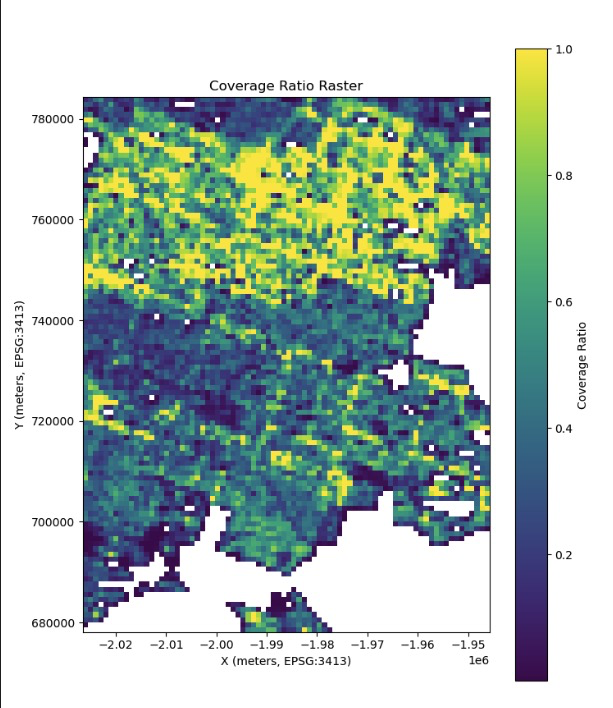 Coverage Ratio Raster
780000
760000
740000
720000
700000
680000
Y (meters, EPSG:3413)
−2.02 −2.01 −2.00 −1.99 −1.98 −1.97 −1.96 −1.95
1e6
X (meters, EPSG:3413)
1.0
0.8
0.6
0.4
0.2
Coverage Ratio